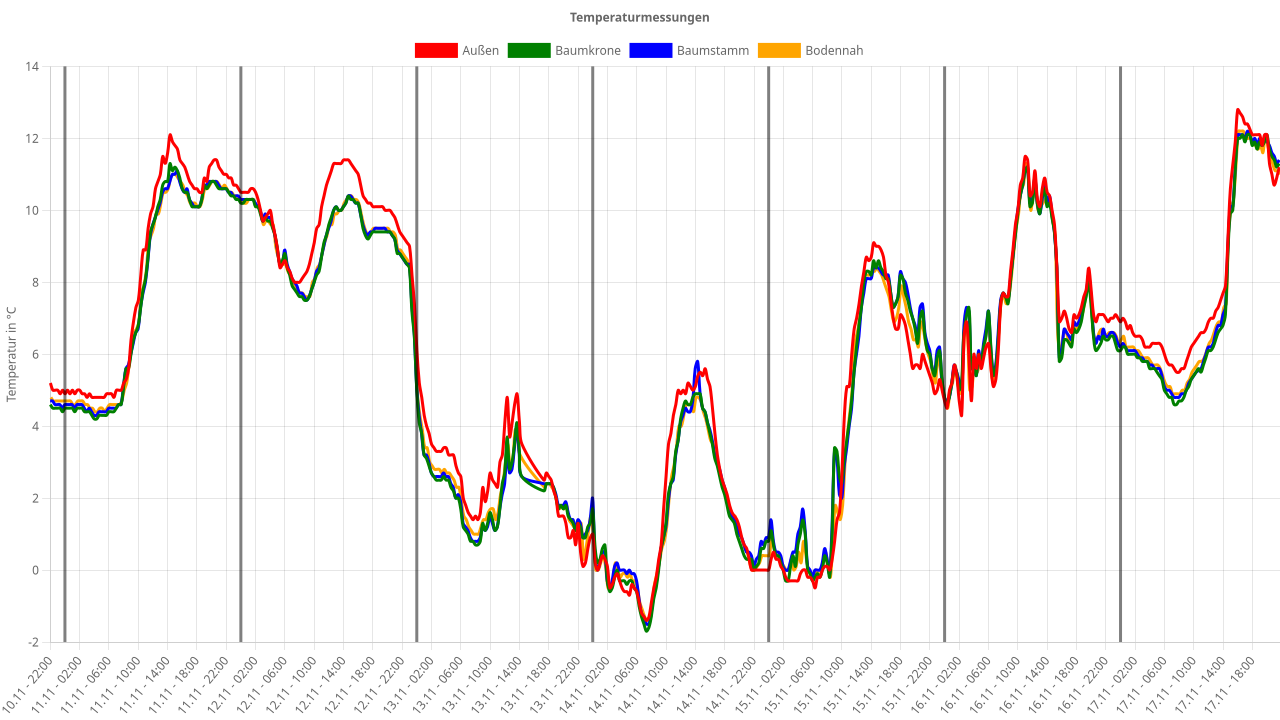 Temperaturmessungen
Außen Baumkrone Baumstamm Bodennah
Temperatur in °C
14
12
10
8
6
4
2
0
-2
10.11 - 22:00
11.11 - 02:00
11.11 - 06:00
11.11 - 10:00
11.11 - 14:00
11.11 - 18:00
11.11 - 22:00
12.11 - 02:00
12.11 - 06:00
12.11 - 10:00
12.11 - 14:00
12.11 - 18:00
12.11 - 22:00
13.11 - 02:00
13.11 - 06:00
13.11 - 10:00
13.11 - 14:00
13.11 - 18:00
13.11 - 22:00
14.11 - 02:00
14.11 - 06:00
14.11 - 10:00
14.11 - 14:00
14.11 - 18:00
14.11 - 22:00
15.11 - 02:00
15.11 - 06:00
15.11 - 10:00
15.11 - 14:00
15.11 - 18:00
15.11 - 22:00
16.11 - 02:00
16.11 - 06:00
16.11 - 10:00
16.11 - 14:00
16.11 - 18:00
16.11 - 22:00
17.11 - 02:00
17.11 - 06:00
17.11 - 10:00
17.11 - 14:00
17.11 - 18:00